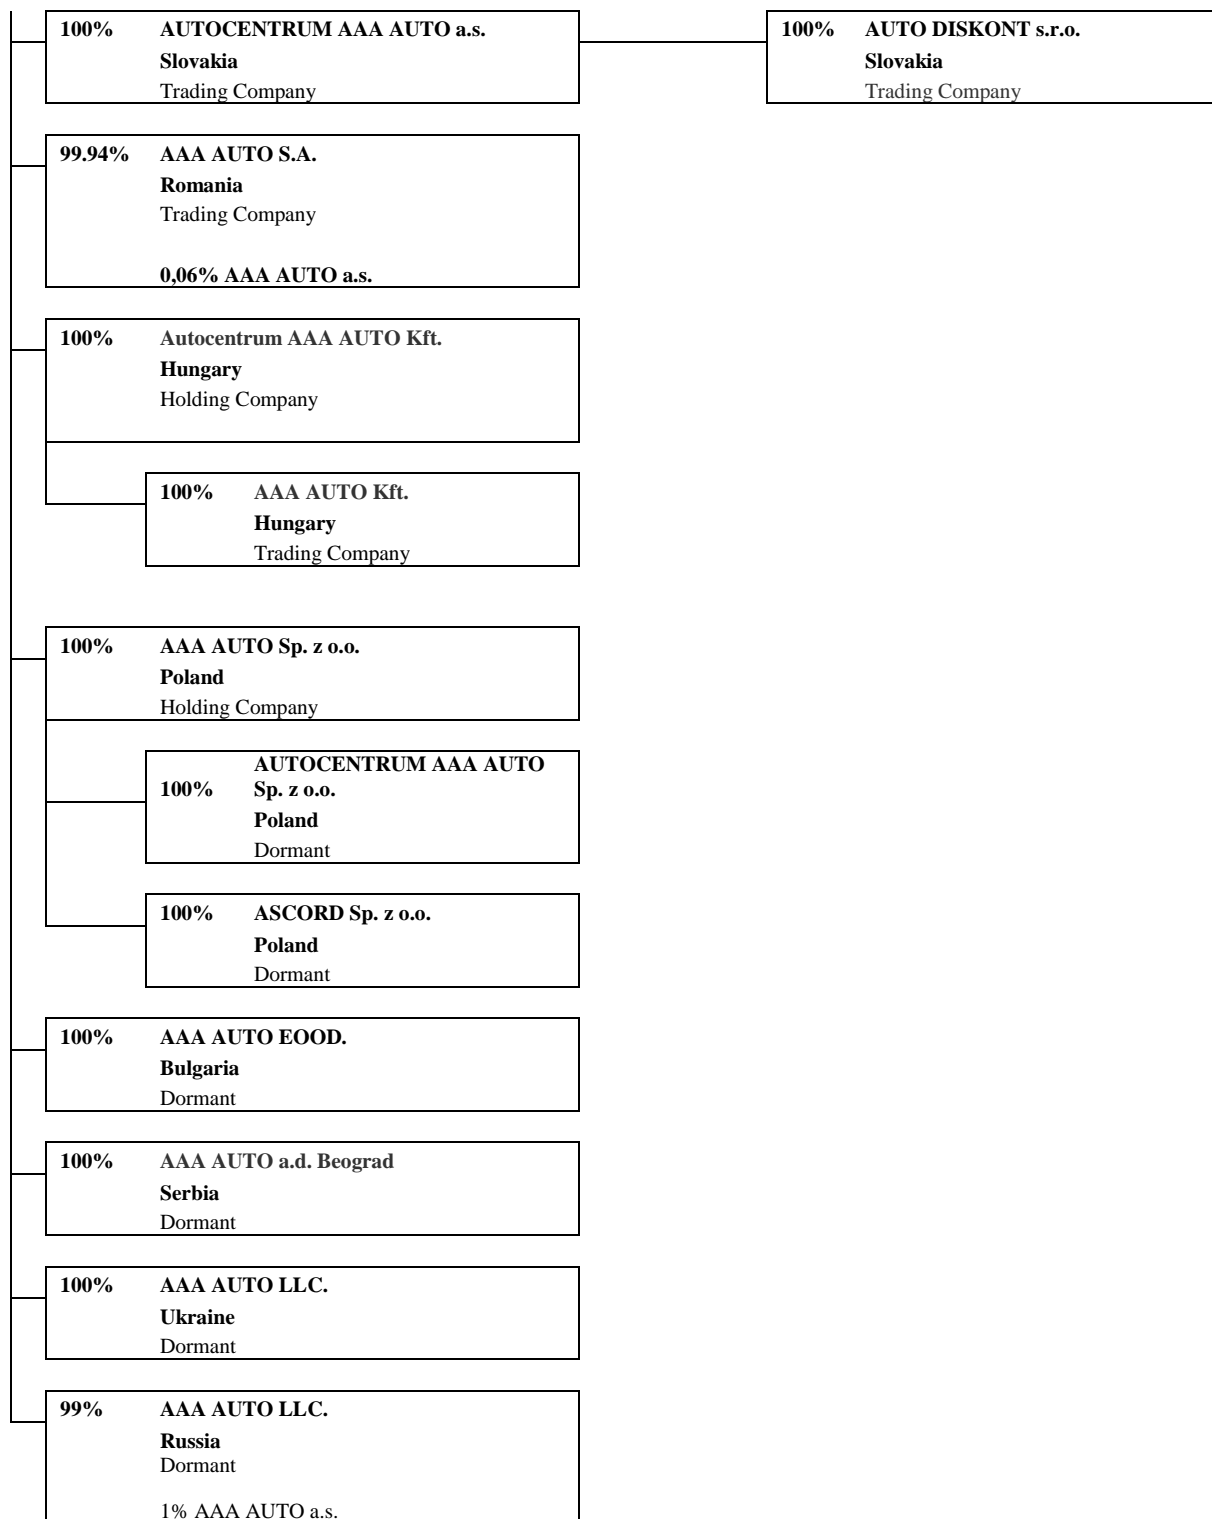 100% AUTOCENTRUM AAA AUTO a.s.
Slovakia
Trading Company
100% AUTO DISKONT s.r.o.
Slovakia
Trading Company
99.94% AAA AUTO S.A.
Romania
Trading Company
0,06% AAA AUTO a.s.
100% Autocentrum AAA AUTO Kft.
Hungary
Holding Company
100% AAA AUTO Kft.
Hungary
Trading Company
100% AAA AUTO Sp. z o.o.
Poland
Holding Company
AUTOCENTRUM AAA AUTO
100% Sp. z o.o.
Poland
Dormant
100% ASCORD Sp. z o.o.
Poland
Dormant
100% AAA AUTO EOOD.
Bulgaria
Dormant
100% AAA AUTO a.d. Beograd
Serbia
Dormant
100% AAA AUTO LLC.
Ukraine
Dormant
99% AAA AUTO LLC.
Russia
Dormant
1% AAA AUTO a.s.